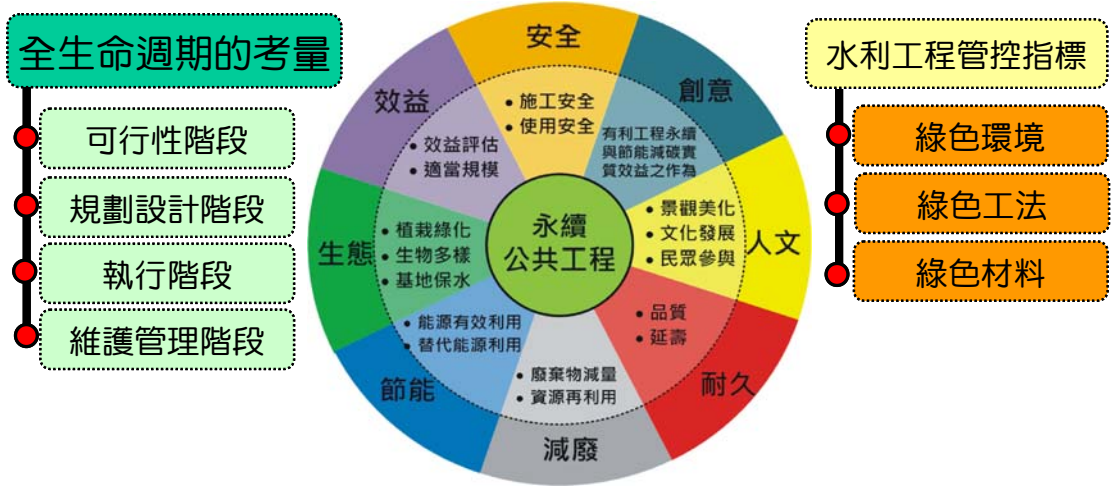 全生命週期的考量
可行性階段
規劃設計階段
執行階段
維護管理階段
安全
• 施工安全
• 使用安全
創意
有利工程永續
與節能減碳實
質效益之作為
人文
• 景觀美化
• 文化發展
• 民眾參與
耐久
• 品質
• 延壽
減廢
• 廢棄物減量
• 資源再利用
節能
• 能源有效利用
• 替代能源利用
生態
• 植栽綠化
• 生物多樣
• 基地保水
效益
• 效益評估
• 適當規模
永續
公共工程
水利工程管控指標
綠色環境
綠色工法
綠色材料